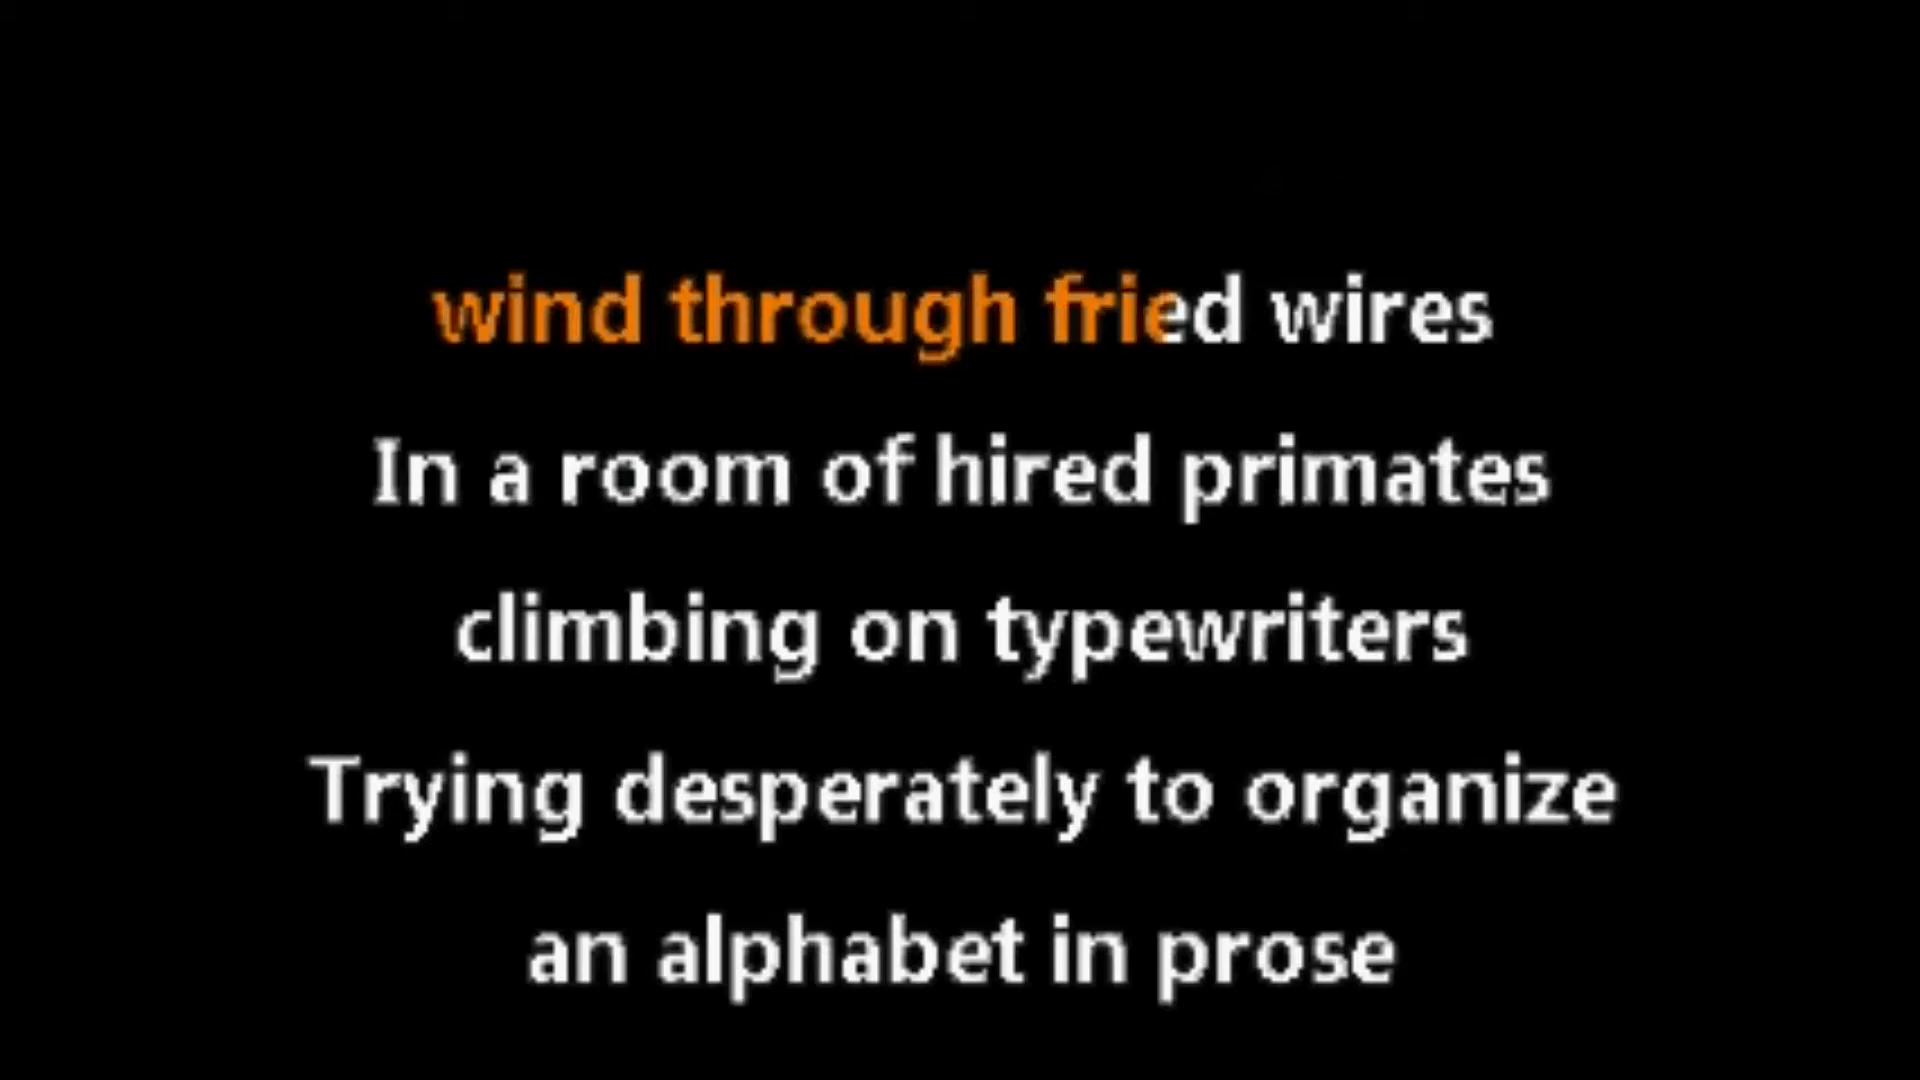 wind through fried wires
In a room of hired primates
climbing on typewriters
Trying desperately to organize
an alphabet in prose